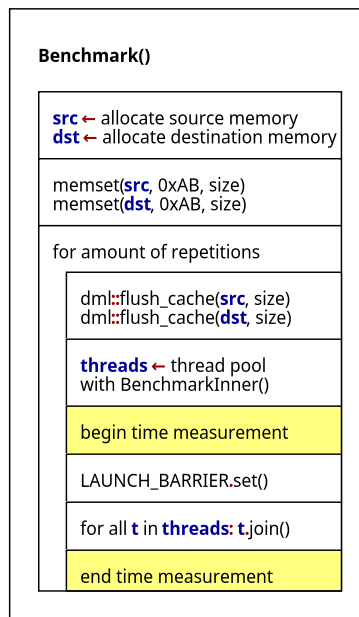 Benchmark()
src ← allocate source memory
dst ← allocate destination memory
memset(src, 0xAB, size)
memset(dst, 0xAB, size)
for amount of repetitions
dml::flush_cache(src, size)
dml::flush_cache(dst, size)
threads ← thread pool
with BenchmarkInner()
begin time measurement
LAUNCH_BARRIER.set()
for all t in threads: t.join()
end time measurement